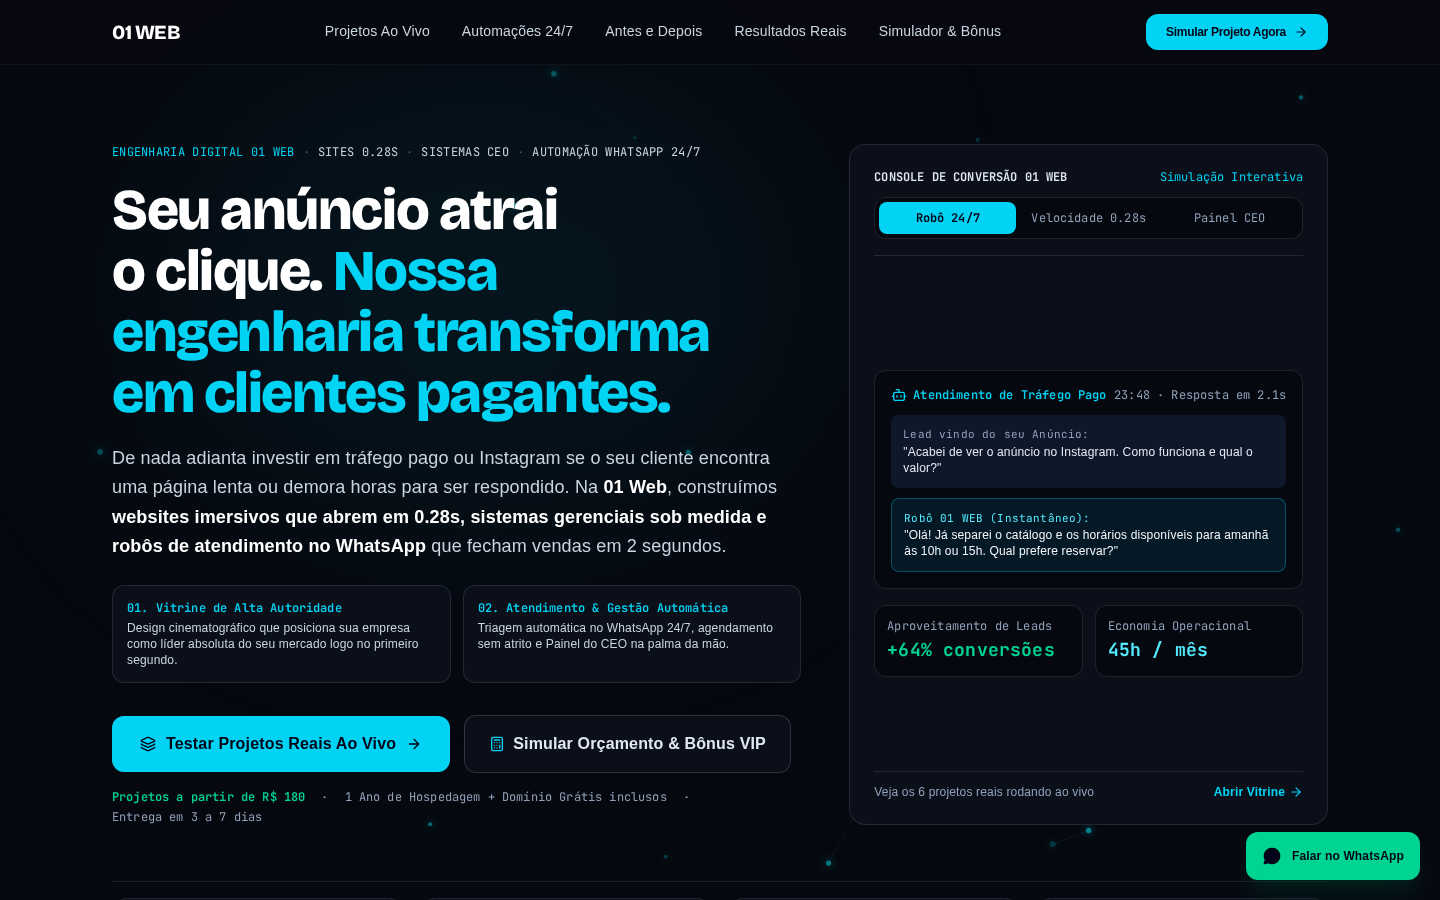 01 WEB
Projetos Ao Vivo
Automações 24/7
Antes e Depois
Resultados Reais
Simulador & Bônus
Simular Projeto Agora
ENGENHARIA DIGITAL 01 WEB · SITES 0.28S · SISTEMAS CEO · AUTOMAÇÃO WHATSAPP 24/7
Seu anúncio atrai
o clique. Nossa
engenharia transforma
em clientes pagantes.
De nada adianta investir em tráfego pago ou Instagram se o seu cliente encontra
uma página lenta ou demora horas para ser respondido. Na 01 Web, construímos
websites imersivos que abrem em 0.28s, sistemas gerenciais sob medida e
robôs de atendimento no WhatsApp que fecham vendas em 2 segundos.
01. Vitrine de Alta Autoridade
Design cinematográfico que posiciona sua empresa
como líder absoluta do seu mercado logo no primeiro
segundo.
02. Atendimento & Gestão Automática
Triagem automática no WhatsApp 24/7, agendamento
sem atrito e Painel do CEO na palma da mão.
Testar Projetos Reais Ao Vivo
Simular Orçamento & Bônus VIP
Projetos a partir de R$ 180 · 1 Ano de Hospedagem + Domínio Grátis inclusos ·
Entrega em 3 a 7 dias
CONSOLE DE CONVERSÃO 01 WEB
Simulação Interativa
Robô 24/7
Velocidade 0.28s
Painel CEO
Atendimento de Tráfego Pago
23:48 · Resposta em 2.1s
Lead vindo do seu Anúncio:
"Acabei de ver o anúncio no Instagram. Como funciona e qual o
valor?"
Robô 01 WEB (Instantâneo):
"Olá! Já separei o catálogo e os horários disponíveis para amanhã
às 10h ou 15h. Qual prefere reservar?"
Aproveitamento de Leads
+64% conversões
Economia Operacional
45h / mês
Veja os 6 projetos reais rodando ao vivo
Abrir Vitrine
Falar no WhatsApp